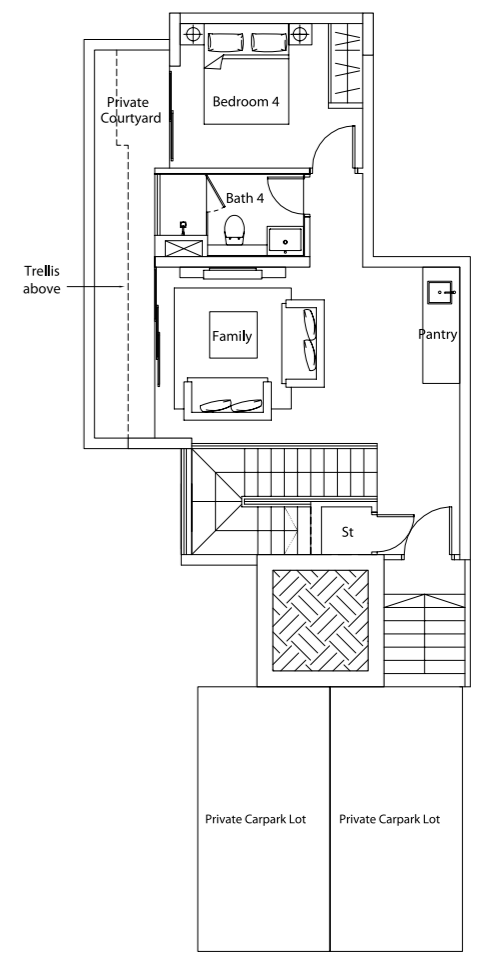 Private
Courtyard
Bedroom 4
Bath 4
Trellis
above
Family
Pantry
St
Private Carpark Lot
Private Carpark Lot